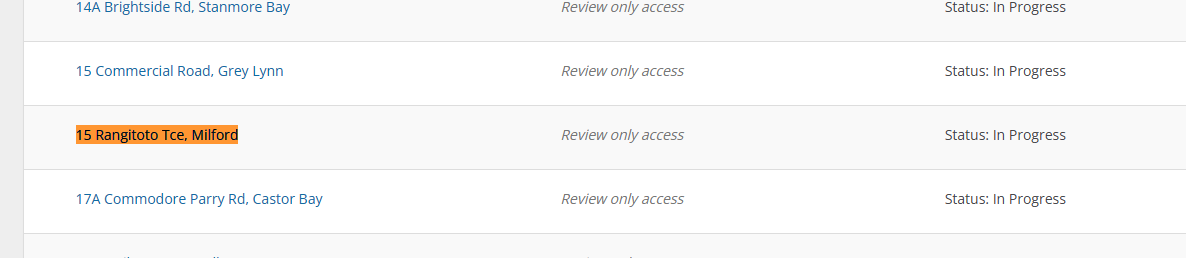 14A Brightside Rd, Stanmore Bay Review only access Status: In Progress
15 Commercial Road, Grey Lynn Review only access Status: In Progress
15 Rangitoto Tce, Milford Review only access Status: In Progress
17A Commodore Parry Rd, Castor Bay Review only access Status: In Progress